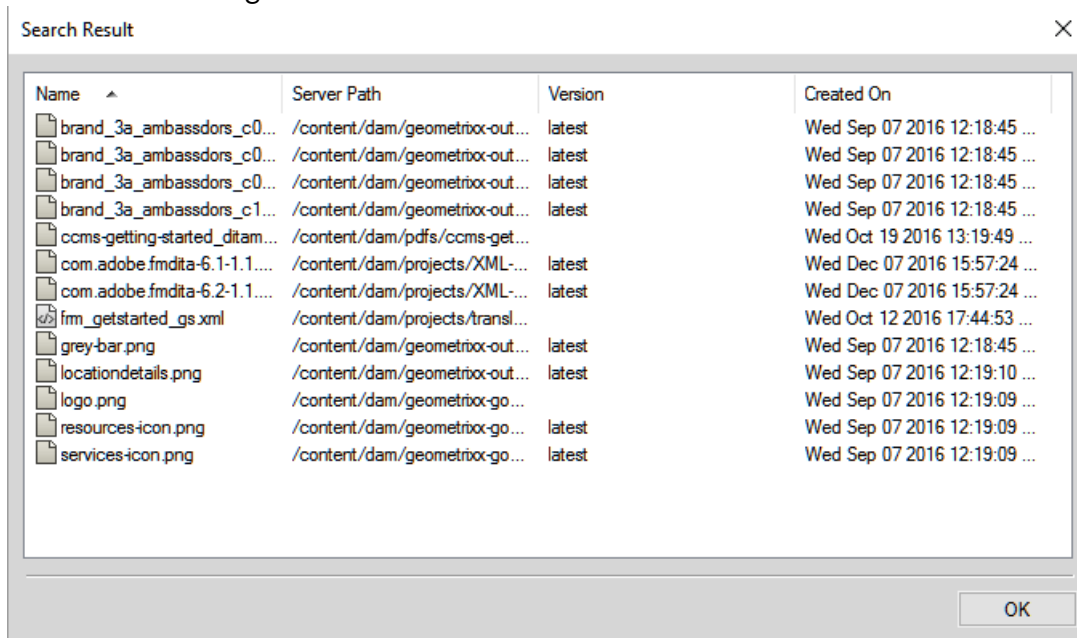 Search Result
Name Server Path Version Created On
brand_3a_ambassdors_c0... /content/dam/geometrixx-out... latest Wed Sep 07 2016 12:18:45 ...
brand_3a_ambassdors_c0... /content/dam/geometrixx-out... latest Wed Sep 07 2016 12:18:45 ...
brand_3a_ambassdors_c0... /content/dam/geometrixx-out... latest Wed Sep 07 2016 12:18:45 ...
brand_3a_ambassdors_c1... /content/dam/geometrixx-out... latest Wed Sep 07 2016 12:18:45 ...
ccms-getting-started_ditam... /content/dam/pdfs/ccms-get... Wed Oct 19 2016 13:19:49 ...
com.adobe.fmdita-6.1-1.1.... /content/dam/projects/XML-... latest Wed Dec 07 2016 15:57:24 ...
com.adobe.fmdita-6.2-1.1.... /content/dam/projects/XML-... latest Wed Dec 07 2016 15:57:24 ...
frm_getstarted_gs.xml /content/dam/projects/transl... Wed Oct 12 2016 17:44:53 ...
grey-bar.png /content/dam/geometrixx-out... latest Wed Sep 07 2016 12:18:45 ...
locationdetails.png /content/dam/geometrixx-out... latest Wed Sep 07 2016 12:19:10 ...
logo.png /content/dam/geometrixx-go... Wed Sep 07 2016 12:19:09 ...
resources-icon.png /content/dam/geometrixx-go... latest Wed Sep 07 2016 12:19:09 ...
services-icon.png /content/dam/geometrixx-go... latest Wed Sep 07 2016 12:19:09 ...
OK